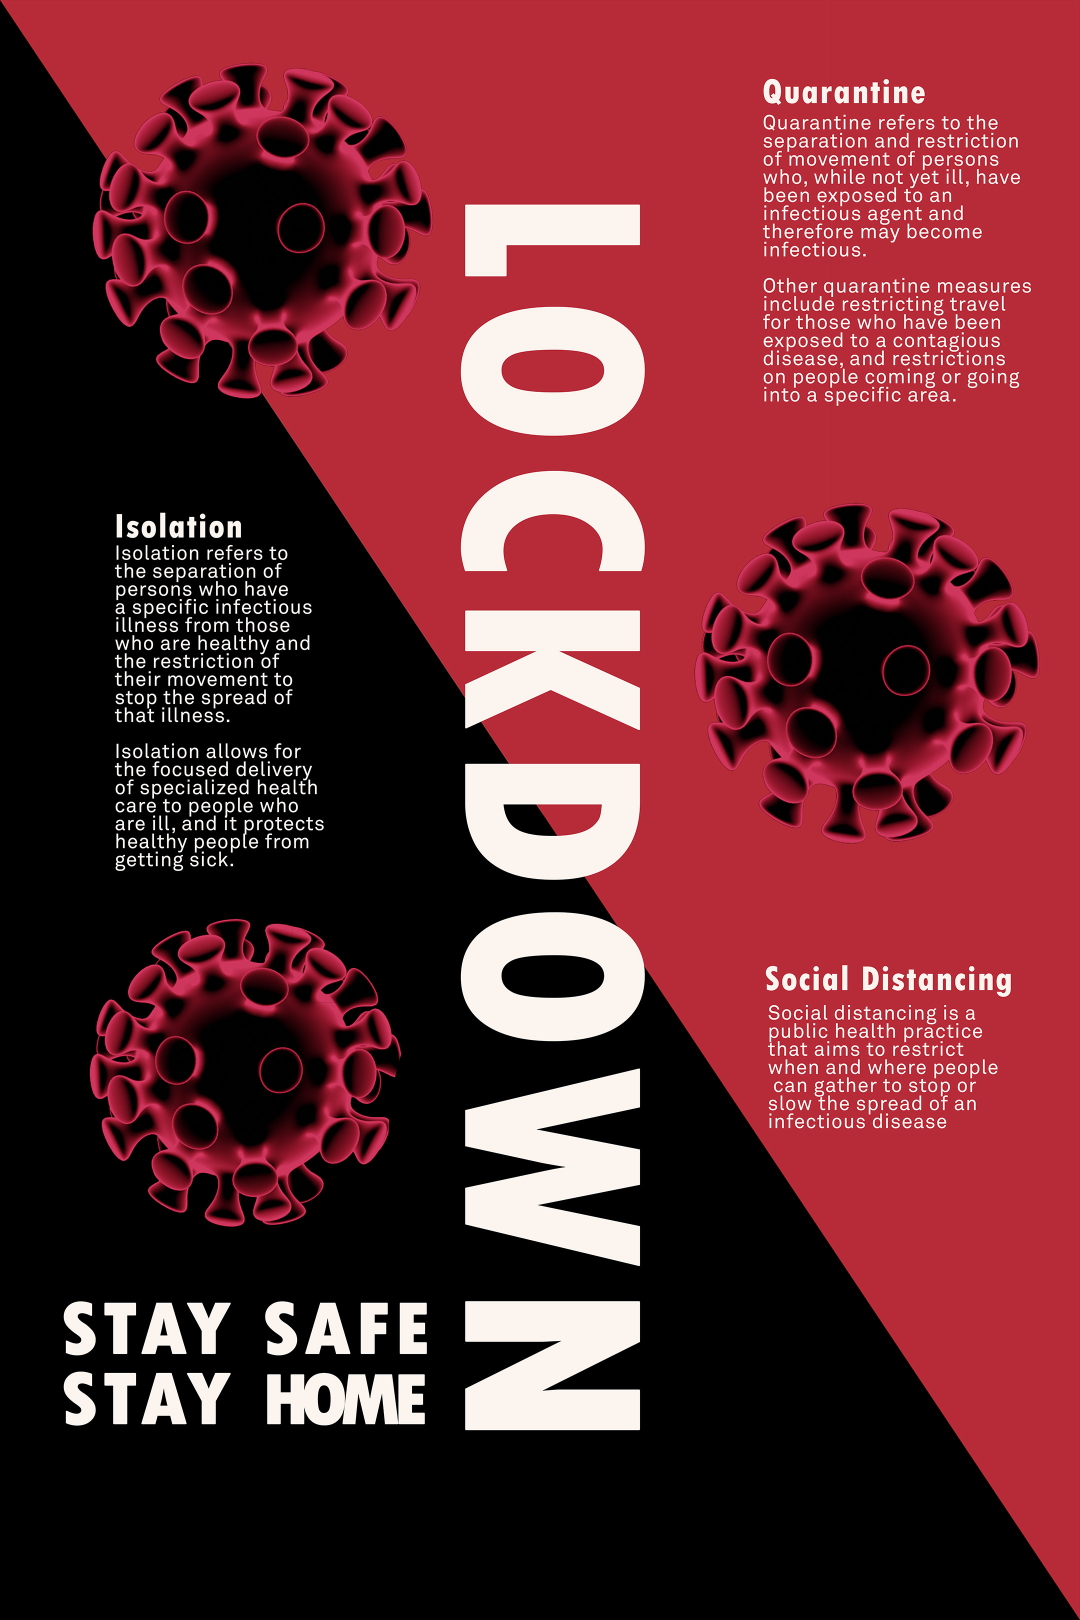 Quarantine
Quarantine refers to the
separation and restriction
of movement of persons
who, while not yet ill, have
been exposed to an
infectious agent and
therefore may become
infectious.
Other quarantine measures
include restricting travel
for those who have been
exposed to a contagious
disease, and restrictions
on people coming or going
into a specific area.
LOCKDOWN
Isolation
Isolation refers to
the separation of
persons who have
a specific infectious
illness from those
who are healthy and
the restriction of
their movement to
stop the spread of
that illness.
Isolation allows for
the focused delivery
of specialized health
care to people who
are ill, and it protects
healthy people from
getting sick.
Social Distancing
Social distancing is a
public health practice
that aims to restrict
when and where people
can gather to stop or
slow the spread of an
infectious disease
STAY SAFE
STAY HOME